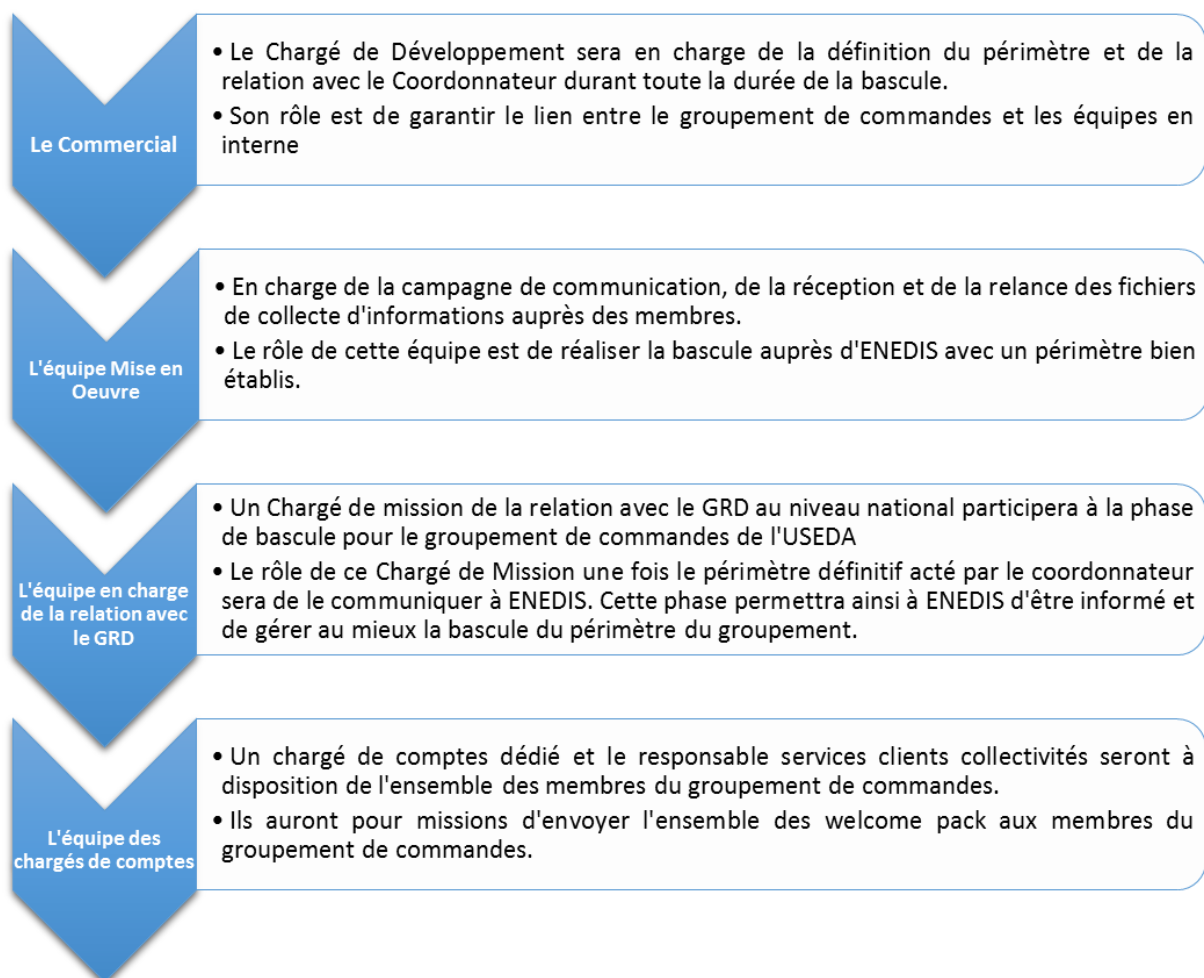 Le Commercial
• Le Chargé de Développement sera en charge de la définition du périmètre et de la
relation avec le Coordonnateur durant toute la durée de la bascule.
• Son rôle est de garantir le lien entre le groupement de commandes et les équipes en
interne
L'équipe Mise en
Oeuvre
• En charge de la campagne de communication, de la réception et de la relance des fichiers
de collecte d'informations auprès des membres.
• Le rôle de cette équipe est de réaliser la bascule auprès d'ENEDIS avec un périmètre bien
établis.
L'équipe en charge
de la relation avec
le GRD
• Un Chargé de mission de la relation avec le GRD au niveau national participera à la phase
de bascule pour le groupement de commandes de l'USEDA
• Le rôle de ce Chargé de Mission une fois le périmètre définitif acté par le coordonnateur
sera de le communiquer à ENEDIS. Cette phase permettra ainsi à ENEDIS d'être informé et
de gérer au mieux la bascule du périmètre du groupement.
L'équipe des
chargés de comptes
• Un chargé de comptes dédié et le responsable services clients collectivités seront à
disposition de l'ensemble des membres du groupement de commandes.
• Ils auront pour missions d'envoyer l'ensemble des welcome pack aux membres du
groupement de commandes.